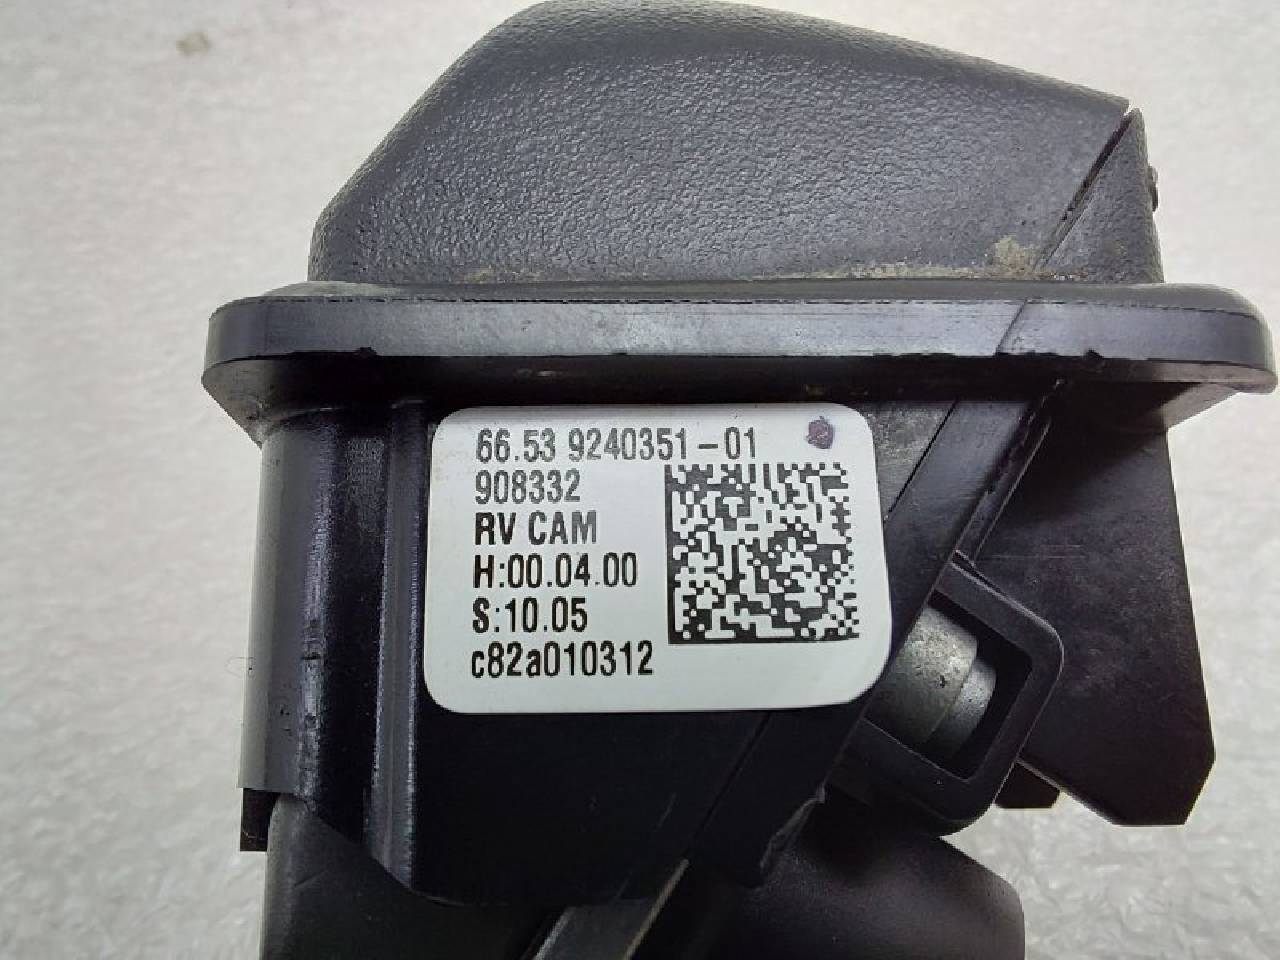 66.53 9240351-01
908332
RV CAM
H:00.04.00
S:10.05
c82a010312